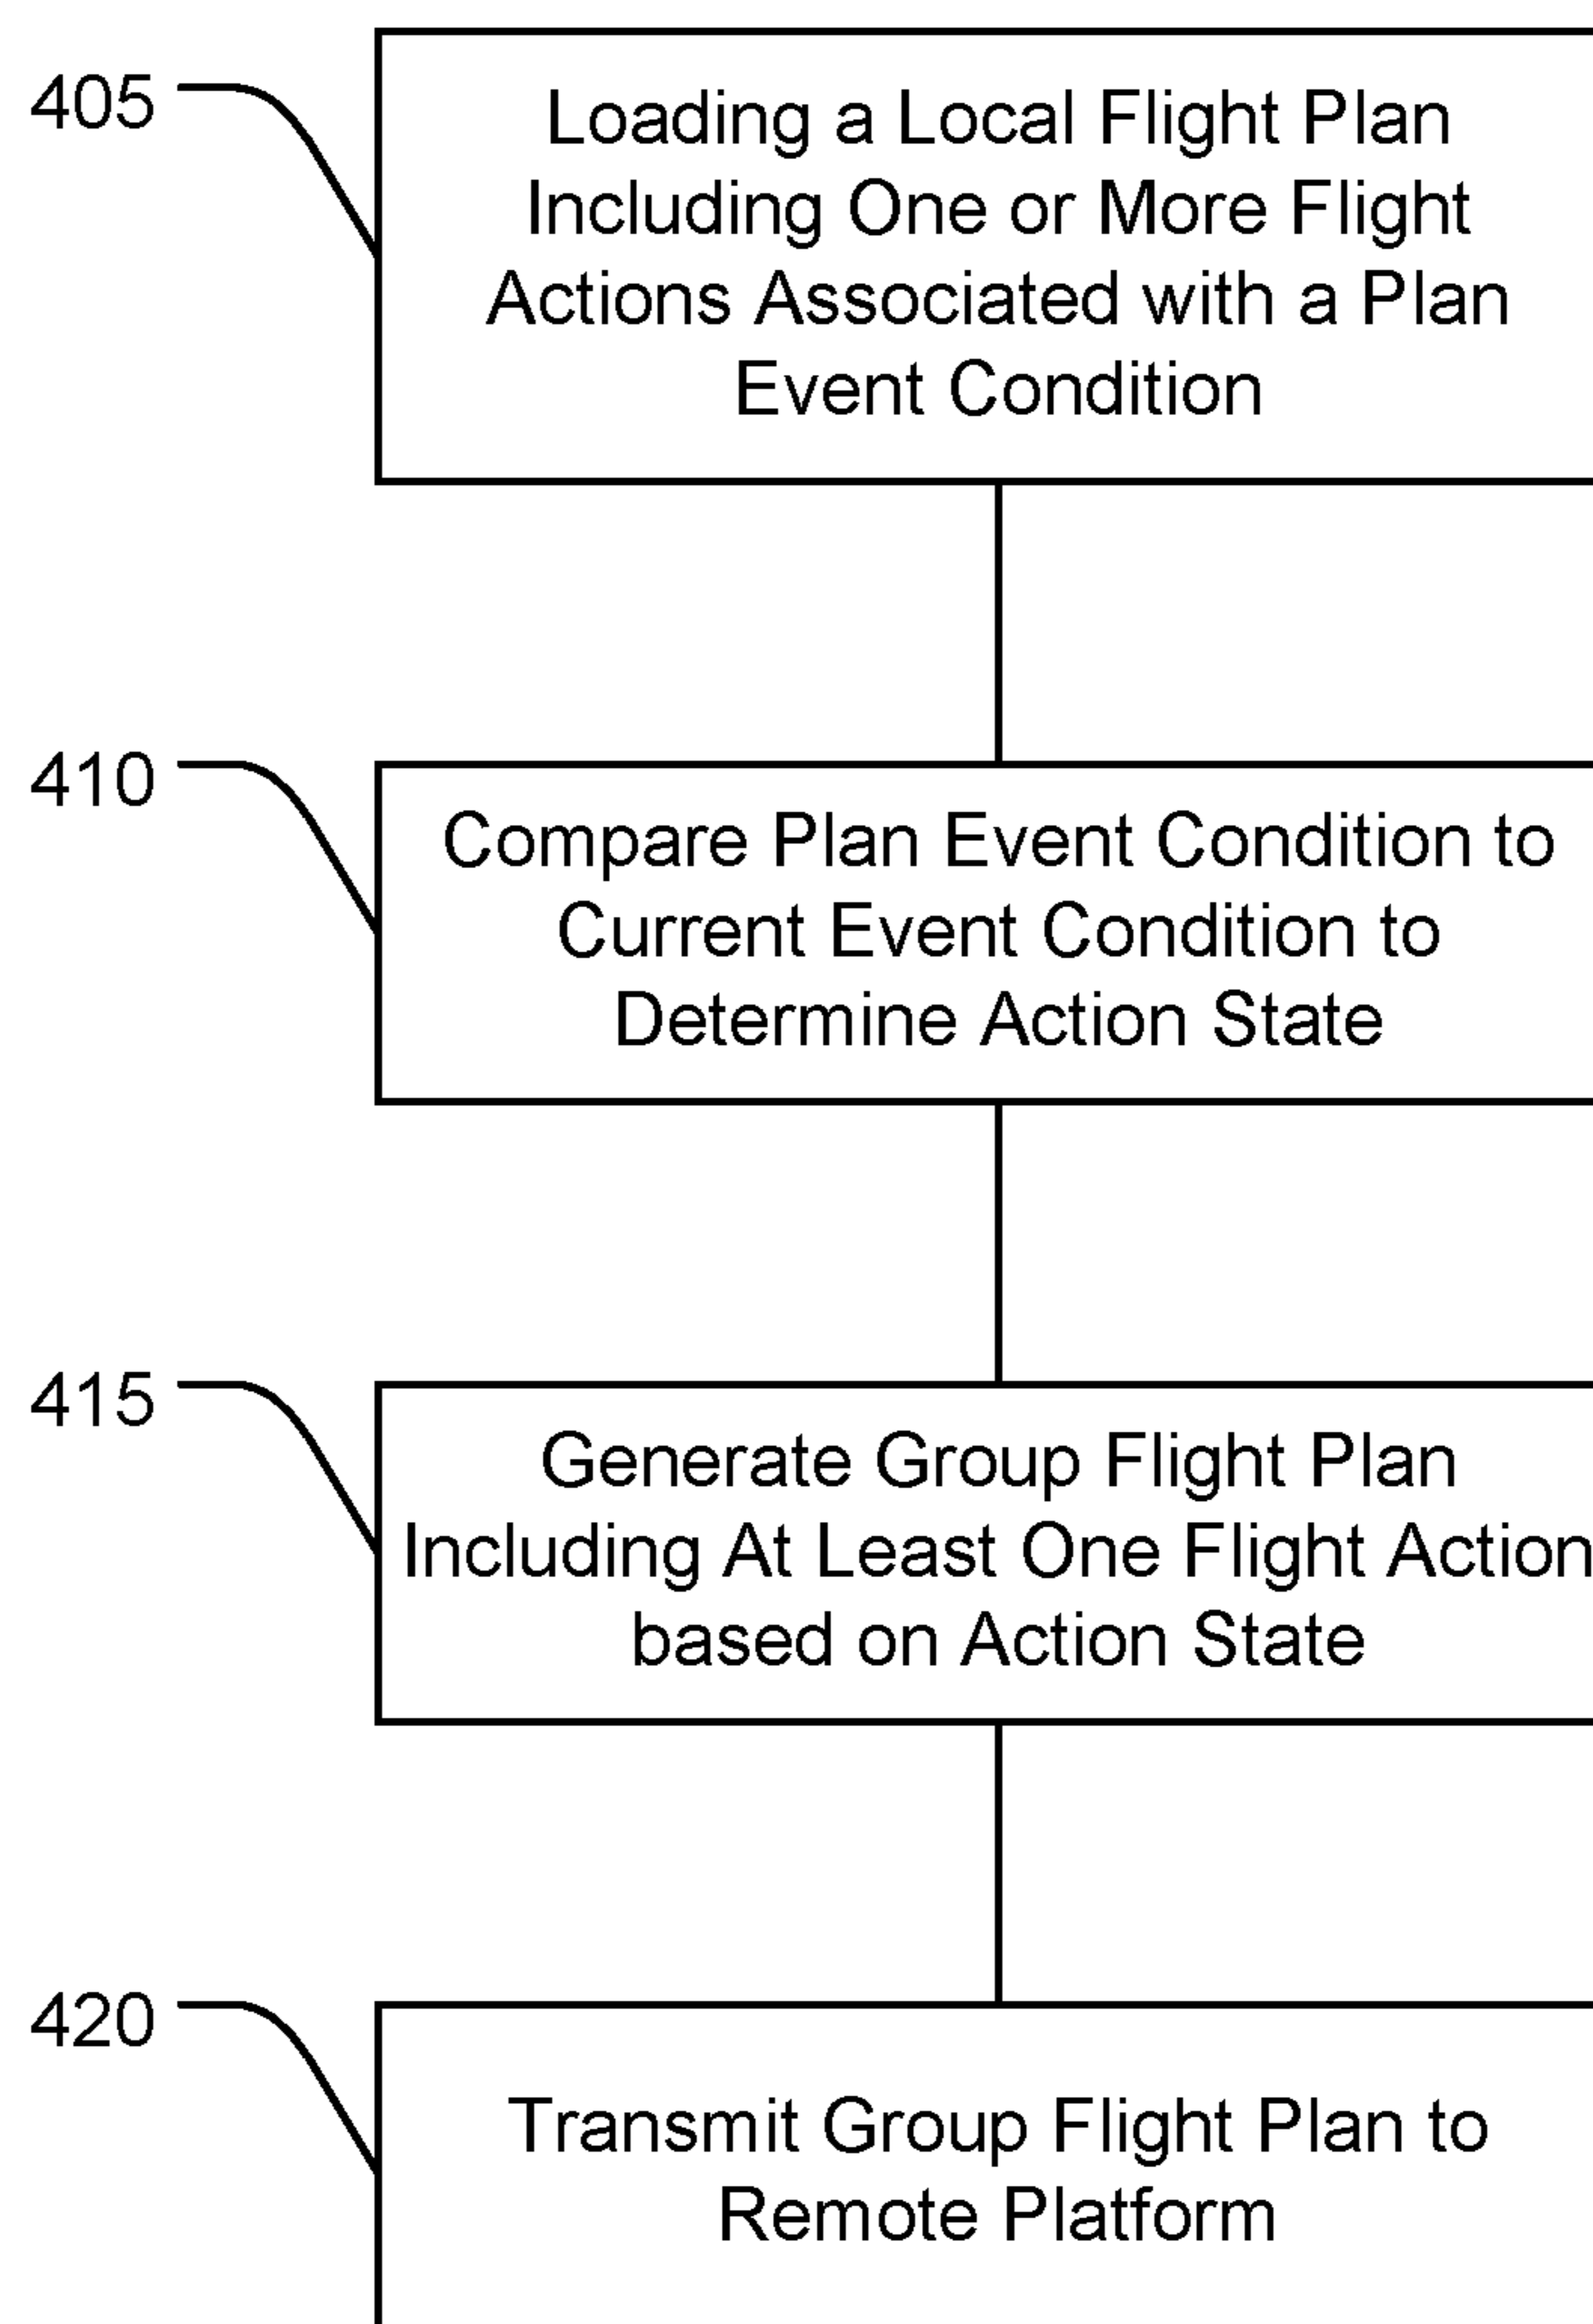 405
Loading a Local Flight Plan
Including One or More Flight
Actions Associated with a Plan
Event Condition
410
Compare Plan Event Condition to
Current Event Condition to
Determine Action State
415
Generate Group Flight Plan
Including At Least One Flight Action
based on Action State
420
Transmit Group Flight Plan to
Remote Platform